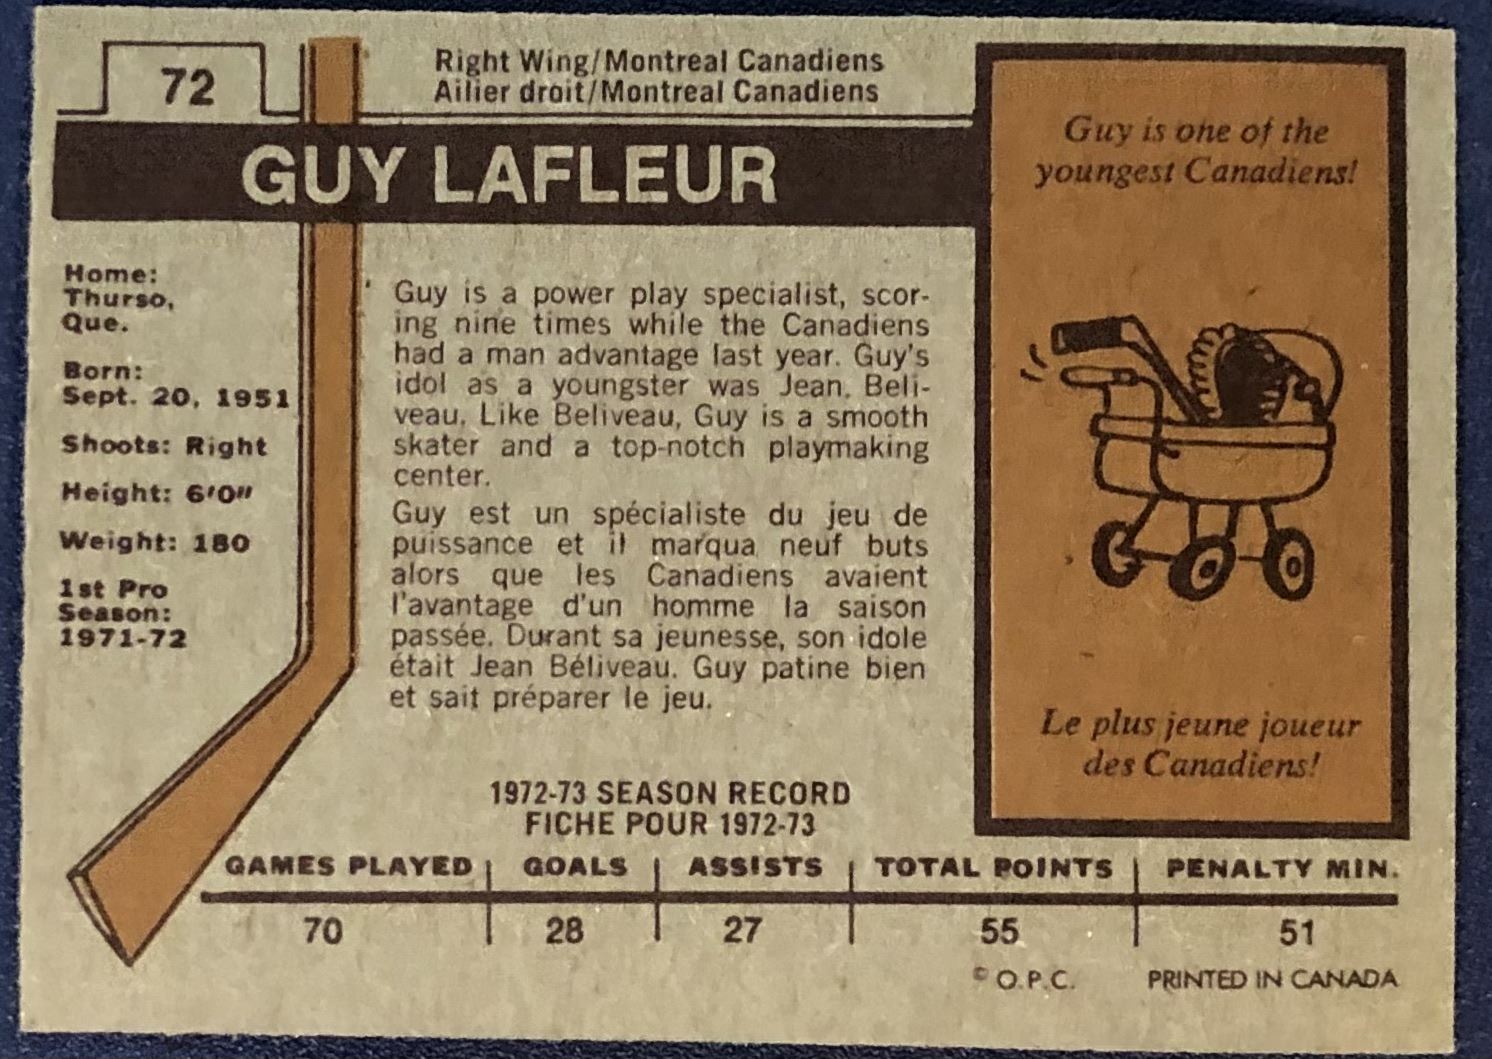 72
Right Wing/Montreal Canadiens
Ailier droit/Montreal Canadiens
GUY LAFLEUR
Home:
Thurso,
Que.
Born:
Sept. 20, 1951
Shoots: Right
Height: 6'0"
Weight: 180
1st Pro
Season:
1971-72
Guy is a power play specialist, scor-
ing nine times while the Canadiens
had a man advantage last year. Guy's
idol as a youngster was Jean. Beli-
veau. Like Beliveau, Guy is a smooth
skater and a top-notch playmaking
center.
Guy est un spécialiste du jeu de
puissance et il marqua neuf buts
alors que les Canadiens avaient
l'avantage d'un homme la saison
passée. Durant sa jeunesse, son idole
était Jean Béliveau. Guy patine bien
et sait préparer le jeu.
Guy is one of the
youngest Canadiens!
Le plus jeune joueur
des Canadiens!
1972-73 SEASON RECORD
FICHE POUR 1972-73
GAMES PLAYED GOALS ASSISTS TOTAL POINTS PENALTY MIN.
70 28 27 55 51
© O.P.C. PRINTED IN CANADA